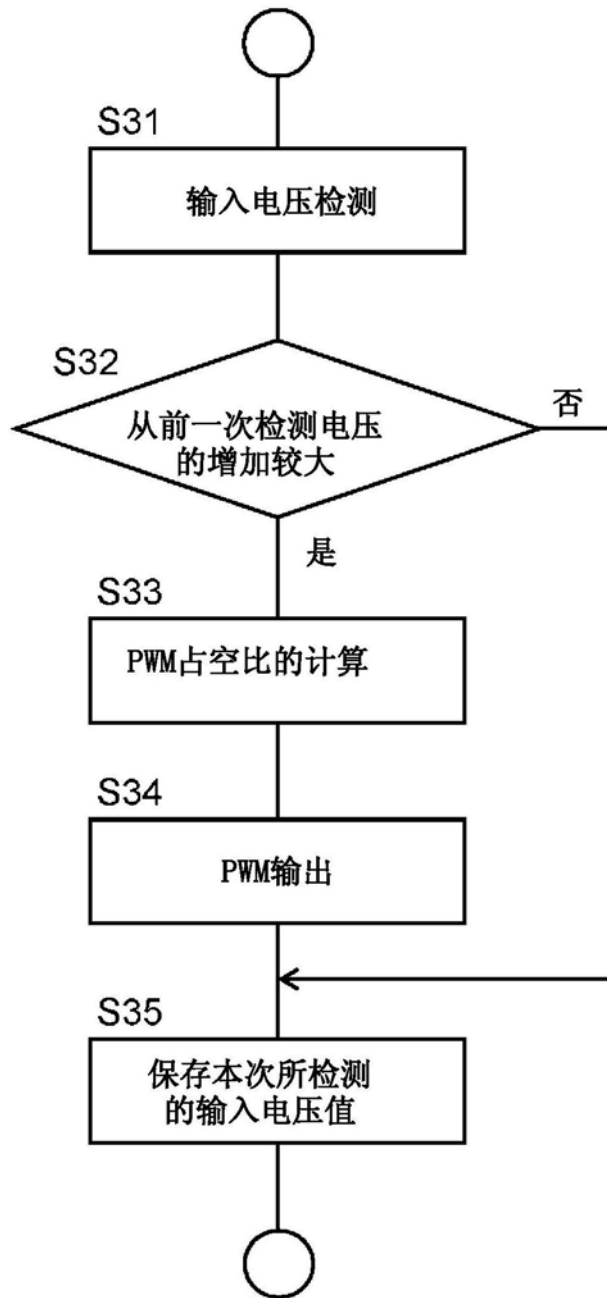 S31
输入电压检测
S32
从前一次检测电压
的增加较大
否
是
S33
PWM占空比的计算
S34
PWM输出
S35
保存本次所检测
的输入电压值